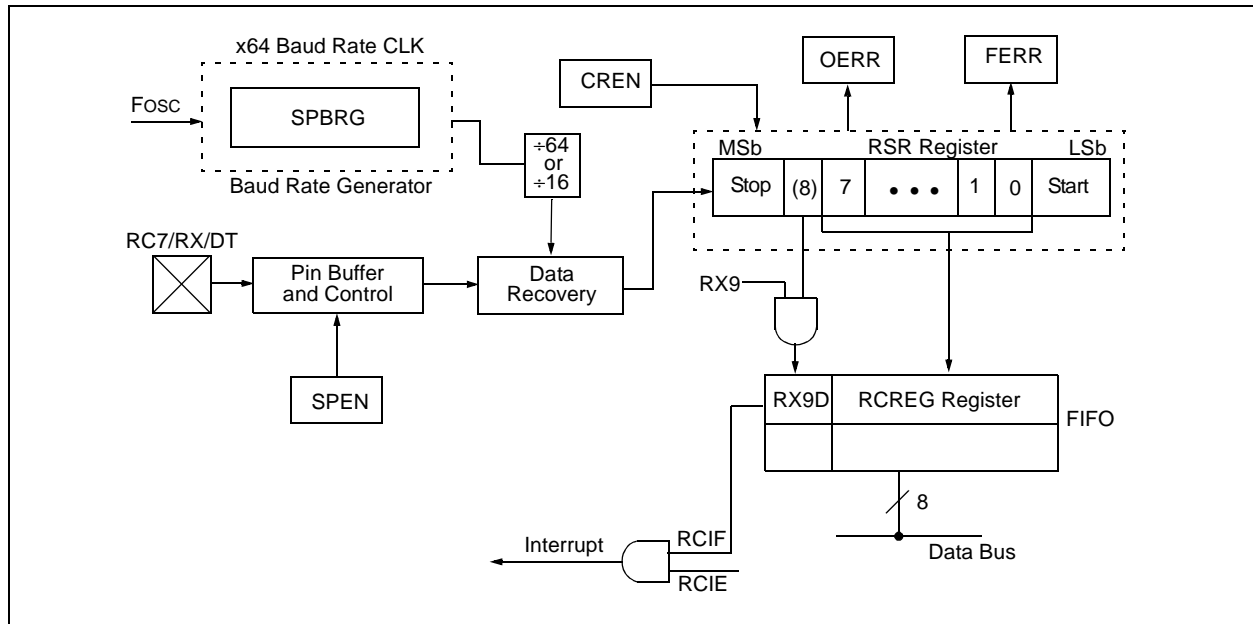 x64 Baud Rate CLK
FOSC
SPBRG
Baud Rate Generator
÷64
or
÷16
CREN
OERR
FERR
MSb
RSR Register
LSb
Stop
(8)
7
• • •
1
0
Start
RC7/RX/DT
Pin Buffer
and Control
Data
Recovery
SPEN
RX9
RX9D
RCREG Register
FIFO
8
Data Bus
Interrupt
RCIF
RCIE